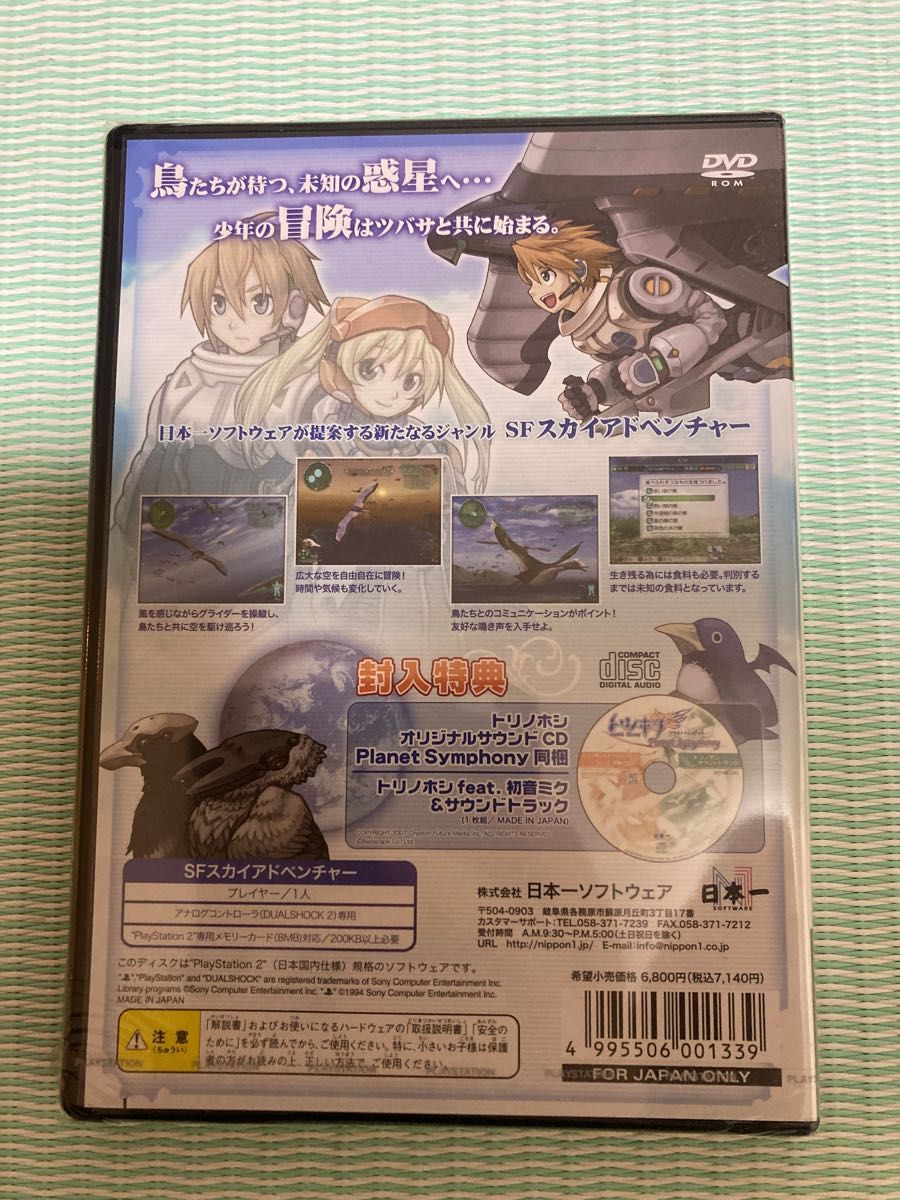 鳥たちが待つ、未知の惑星へ…
少年の冒険はツバサと共に始まる。
DVD
ROM
日本一ソフトウェアが提案する新たなるジャンル SFスカイアドベンチャー
風を感じながらグライダーを操縦し、
鳥たちと共に空を駆け巡ろう!
広大な空を自由自在に冒険!
時間や気候も変化していく。
鳥たちとのコミュニケーションがポイント!
友好な鳴き声を入手せよ。
生き残る為には食料も必要。判別する
までは未知の食料となっています。
封入特典
COMPACT
disc
DIGITAL AUDIO
トリノホシ
オリジナルサウンド CD
Planet Symphony 同梱
トリノホシ feat. 初音ミク
&サウンドトラック
(1枚組/MADE IN JAPAN)
COPYRIGHT 2007 Crypton Future Media, Inc. ALL RIGHTS RESERVED
©Basiscape Co.,Ltd.
トリノホシ
Planet Symphony
SFスカイアドベンチャー
プレイヤー/1人
アナログコントローラ(DUALSHOCK 2)専用
"PlayStation 2"専用メモリーカード(8MB)対応/200KB以上必要
株式会社 日本一ソフトウェア
日本一
SOFTWARE
〒504-0903 岐阜県各務原市蘇原月丘町3丁目17番
カスタマーサポート:TEL.058-371-7239 FAX.058-371-7212
受付時間 A.M.9:30~P.M.5:00(土日祝日を除く)
URL http://nippon1.jp/ E-mail:info@nippon1.co.jp
このディスクは"PlayStation 2"(日本国内仕様)規格のソフトウェアです。
" ","PlayStation" and "DUALSHOCK" are registered trademarks of Sony Computer Entertainment Inc.
Library programs ©Sony Computer Entertainment Inc. " " ©1994 Sony Computer Entertainment Inc.
MADE IN JAPAN
希望小売価格 6,800円(税込7,140円)
注意
(ちゅうい)
「解説書」およびお使いになるハードウェアの「取扱説明書」「安全の
ために」を必ず読んでから、ご使用ください。特に、小さいお子様は保護
者の方がお読みの上、正しい方法で、ご使用ください。
4 995506 001339
FOR JAPAN ONLY
PLAYSTATION